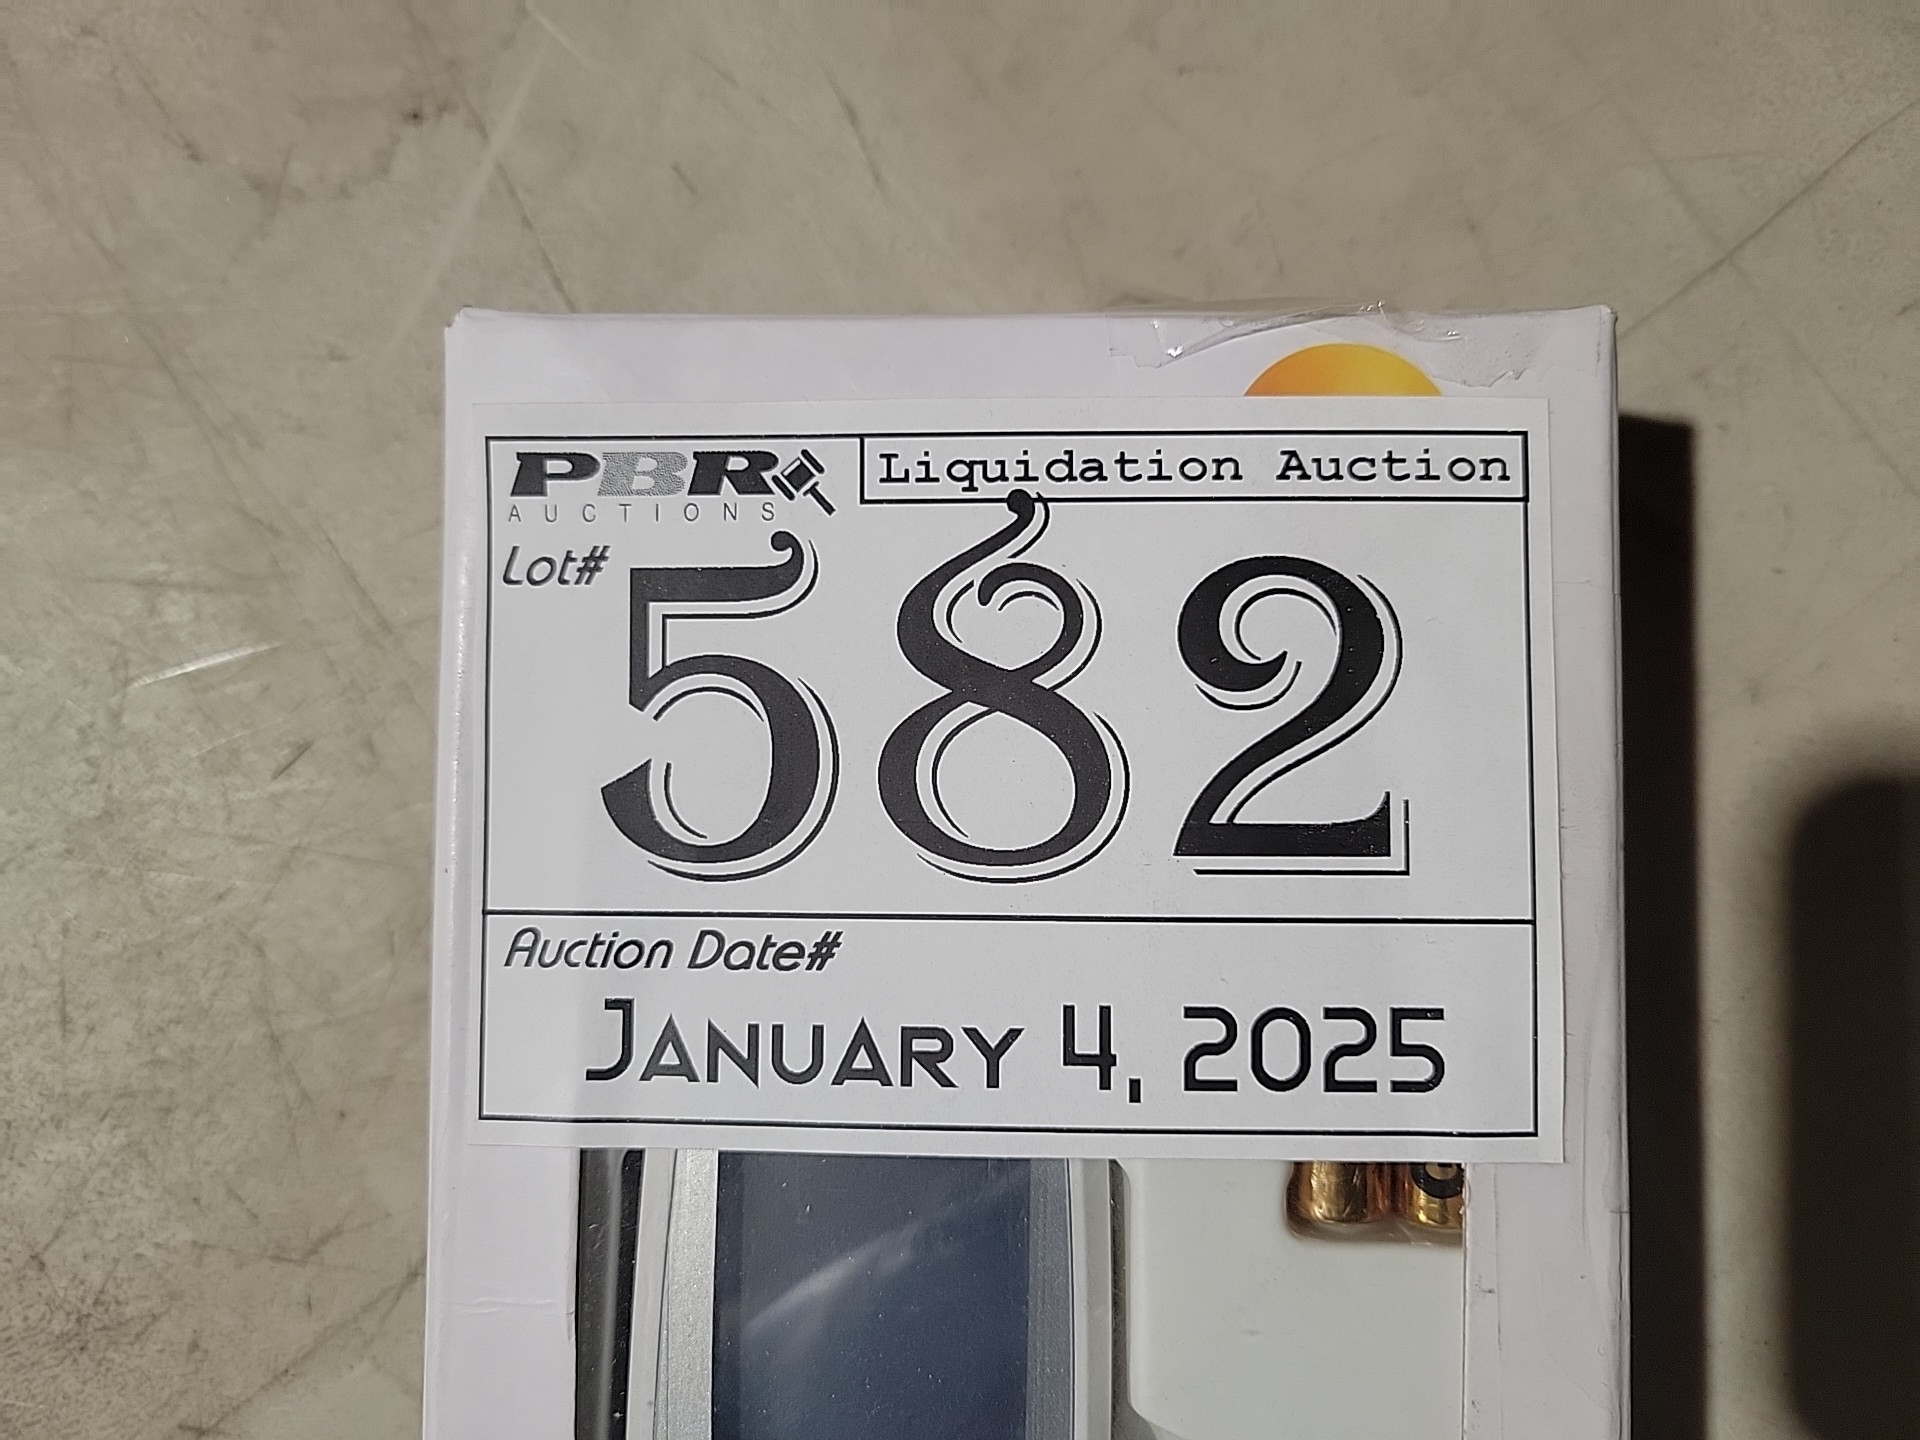 PBR
AUCTIONS
Liquidation Auction
Lot#
582
Auction Date#
January 4, 2025